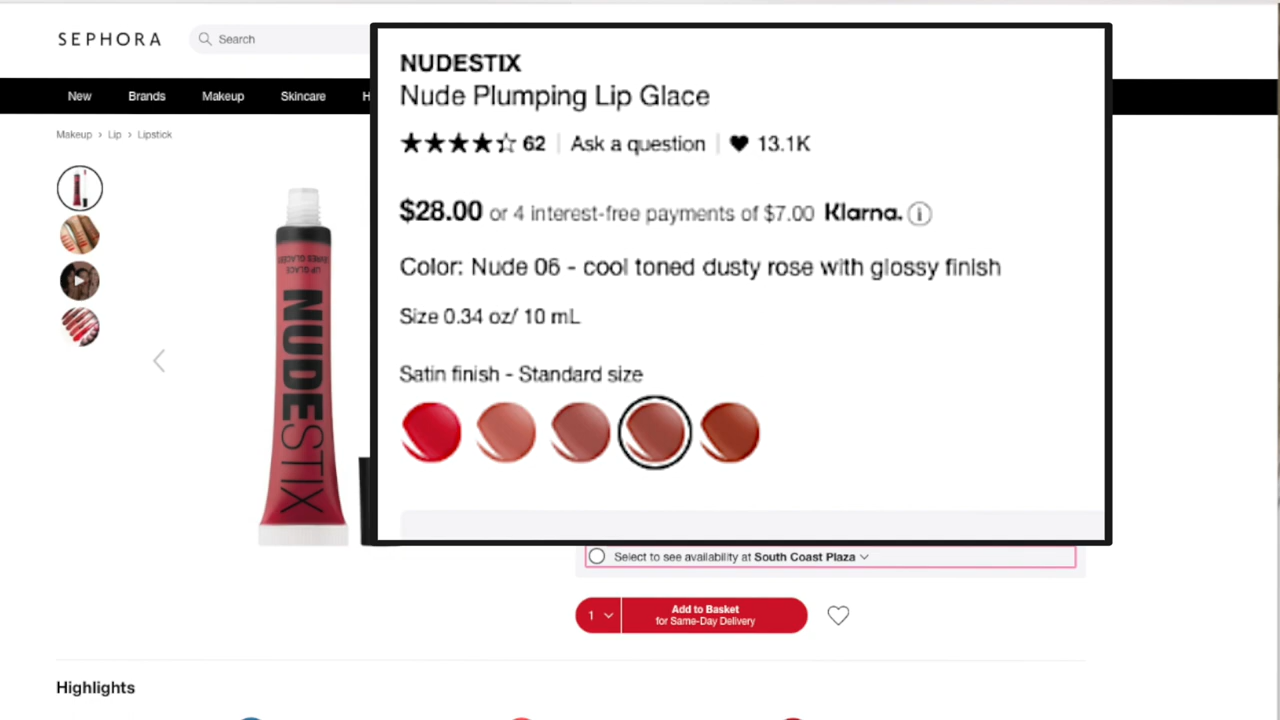 SEPHORA
Search
New Brands Makeup Skincare H
Makeup > Lip > Lipstick
NUDESTIX
Nude Plumping Lip Glace
62 | Ask a question | 13.1K
$28.00 or 4 interest-free payments of $7.00 Klarna.
Color: Nude 06 - cool toned dusty rose with glossy finish
Size 0.34 oz/ 10 mL
Satin finish - Standard size
LIP GLACE
NUDESTIX
Select to see availability at South Coast Plaza
1
Add to Basket
for Same-Day Delivery
Highlights